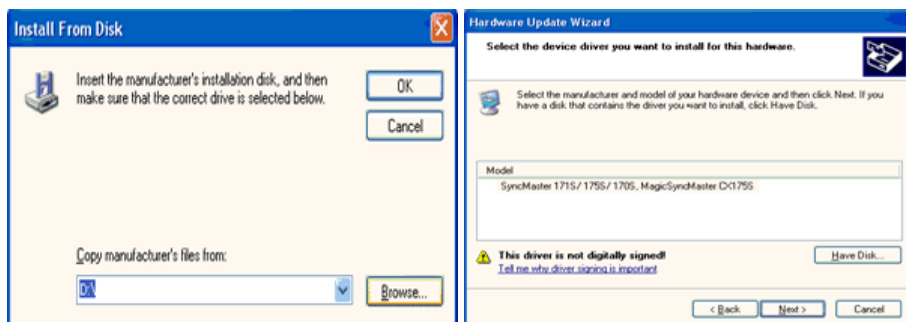 Install From Disk
Insert the manufacturer's installation disk, and then
make sure that the correct drive is selected below.
OK
Cancel
Copy manufacturer's files from:
D:\
Browse...
Hardware Update Wizard
Select the device driver you want to install for this hardware.
Select the manufacturer and model of your hardware device and then click Next. If you
have a disk that contains the driver you want to install, click Have Disk.
Model
SyncMaster 171S/ 175S/ 170S, MagicSyncMaster CX175S
This driver is not digitally signed!
Tell me why driver signing is important
Have Disk...
< Back
Next >
Cancel